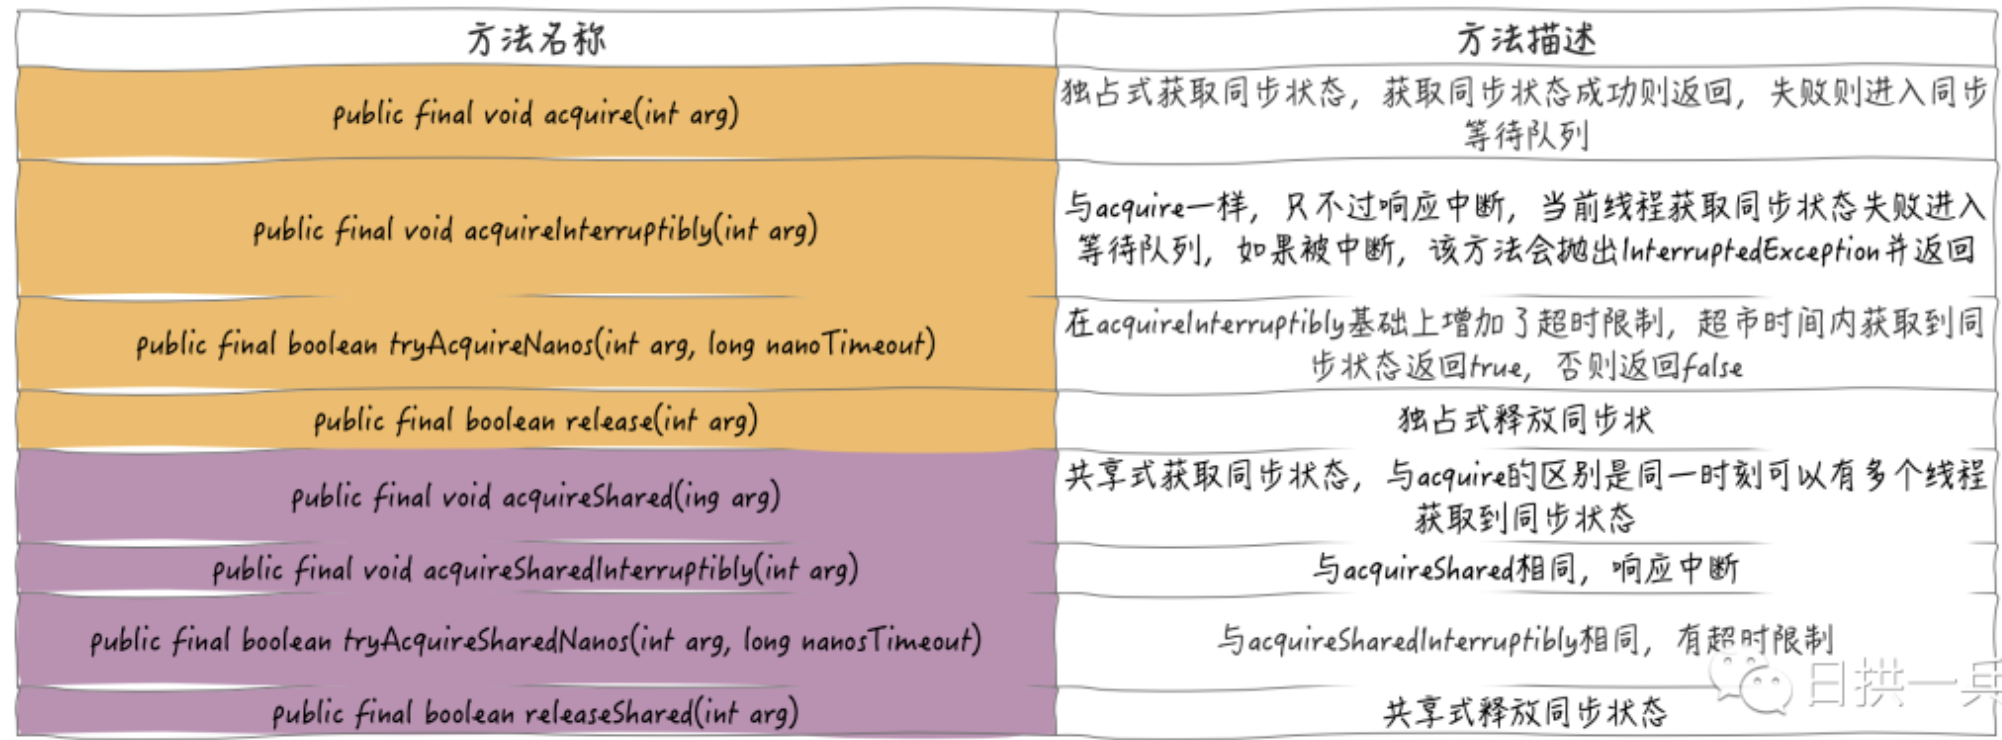 方法名称
方法描述
public final void acquire(int arg)
独占式获取同步状态，获取同步状态成功则返回，失败则进入同步
等待队列
public final void acquireInterruptibly(int arg)
与acquire一样，只不过响应中断，当前线程获取同步状态失败进入
等待队列，如果被中断，该方法会抛出InterruptedException并返回
public final boolean tryAcquireNanos(int arg, long nanoTimeout)
在acquireInterruptibly基础上增加了超时限制，超市时间内获取到同
步状态返回true，否则返回false
public final boolean release(int arg)
独占式释放同步状
public final void acquireShared(ing arg)
共享式获取同步状态，与acquire的区别是同一时刻可以有多个线程
获取到同步状态
public final void acquireSharedInterruptibly(int arg)
与acquireShared相同，响应中断
public final boolean tryAcquireSharedNanos(int arg, long nanosTimeout)
与acquireSharedInterruptibly相同，有超时限制
public final boolean releaseShared(int arg)
共享式释放同步状态
日拱一兵